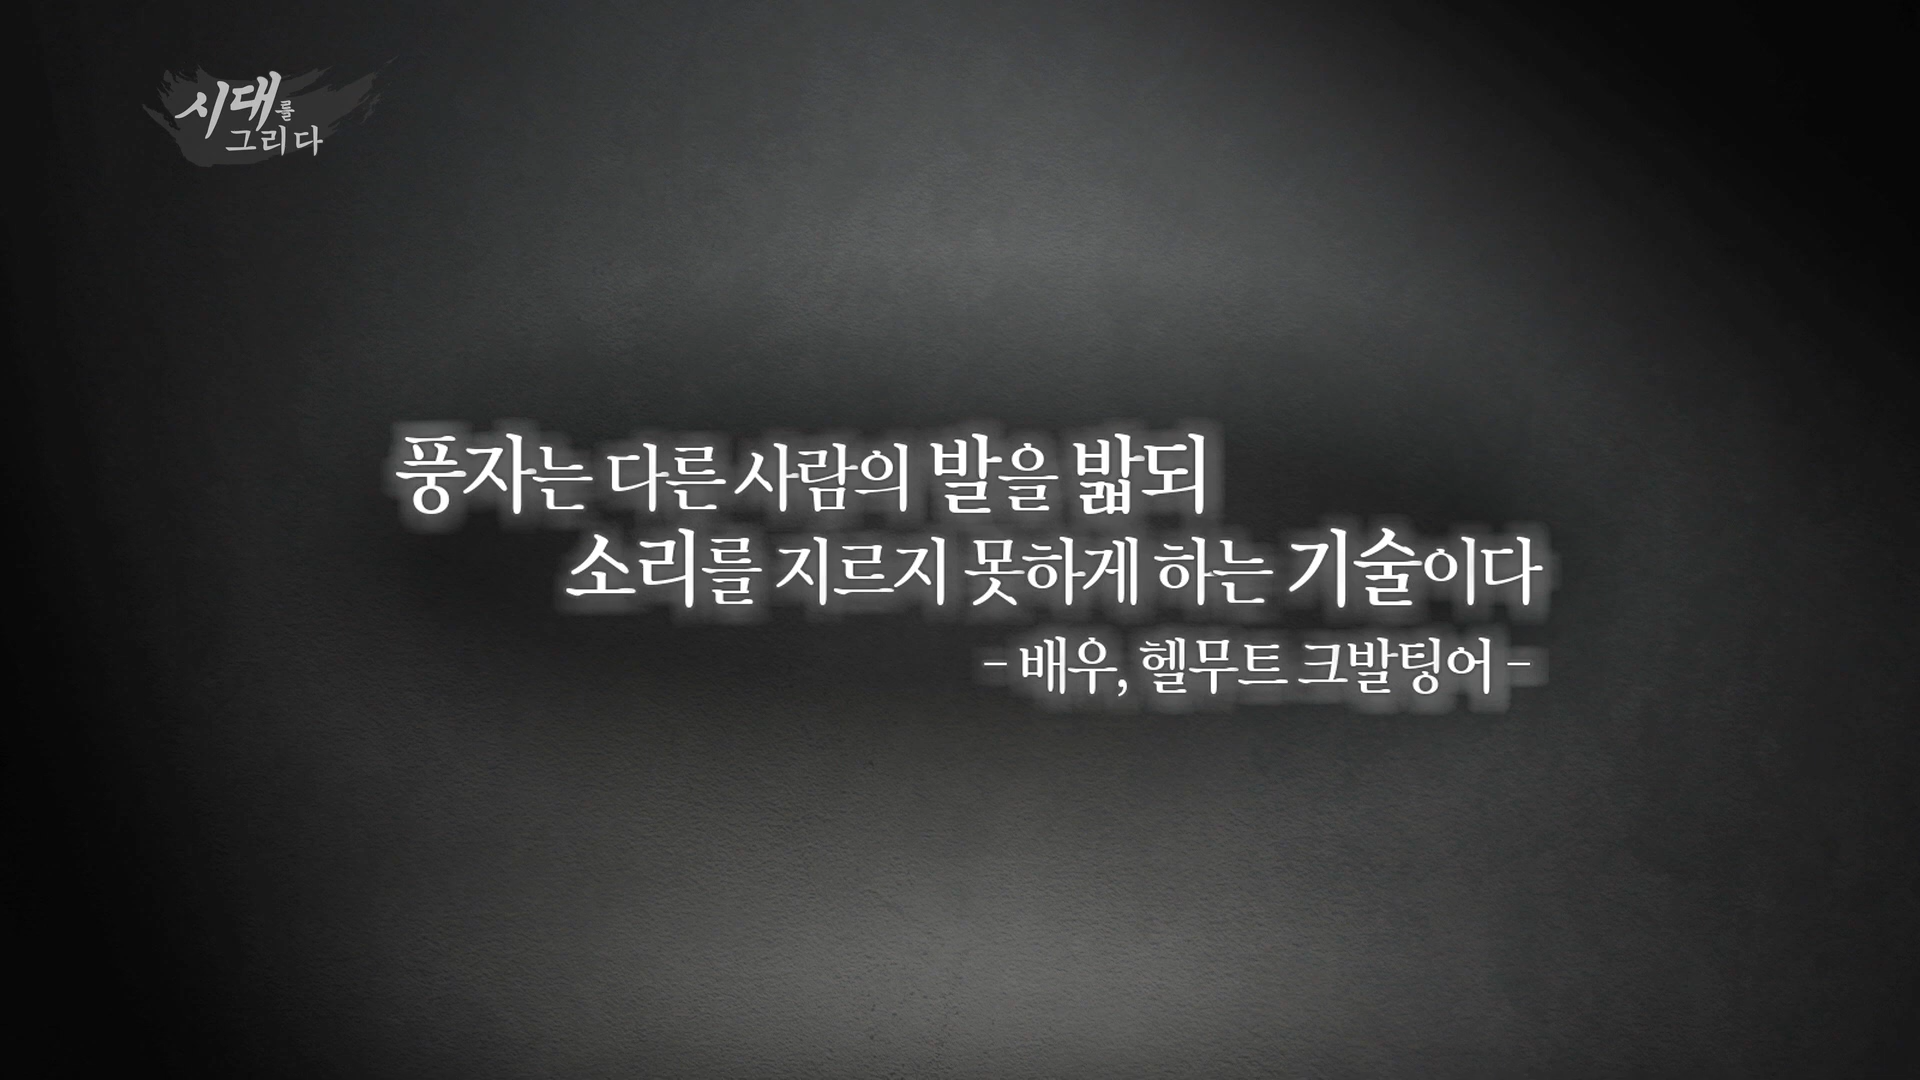 시대를
그리다
풍자는 다른 사람의 발을 밟되
소리를 지르지 못하게 하는 기술이다
- 배우, 헬무트 크발팅어 -